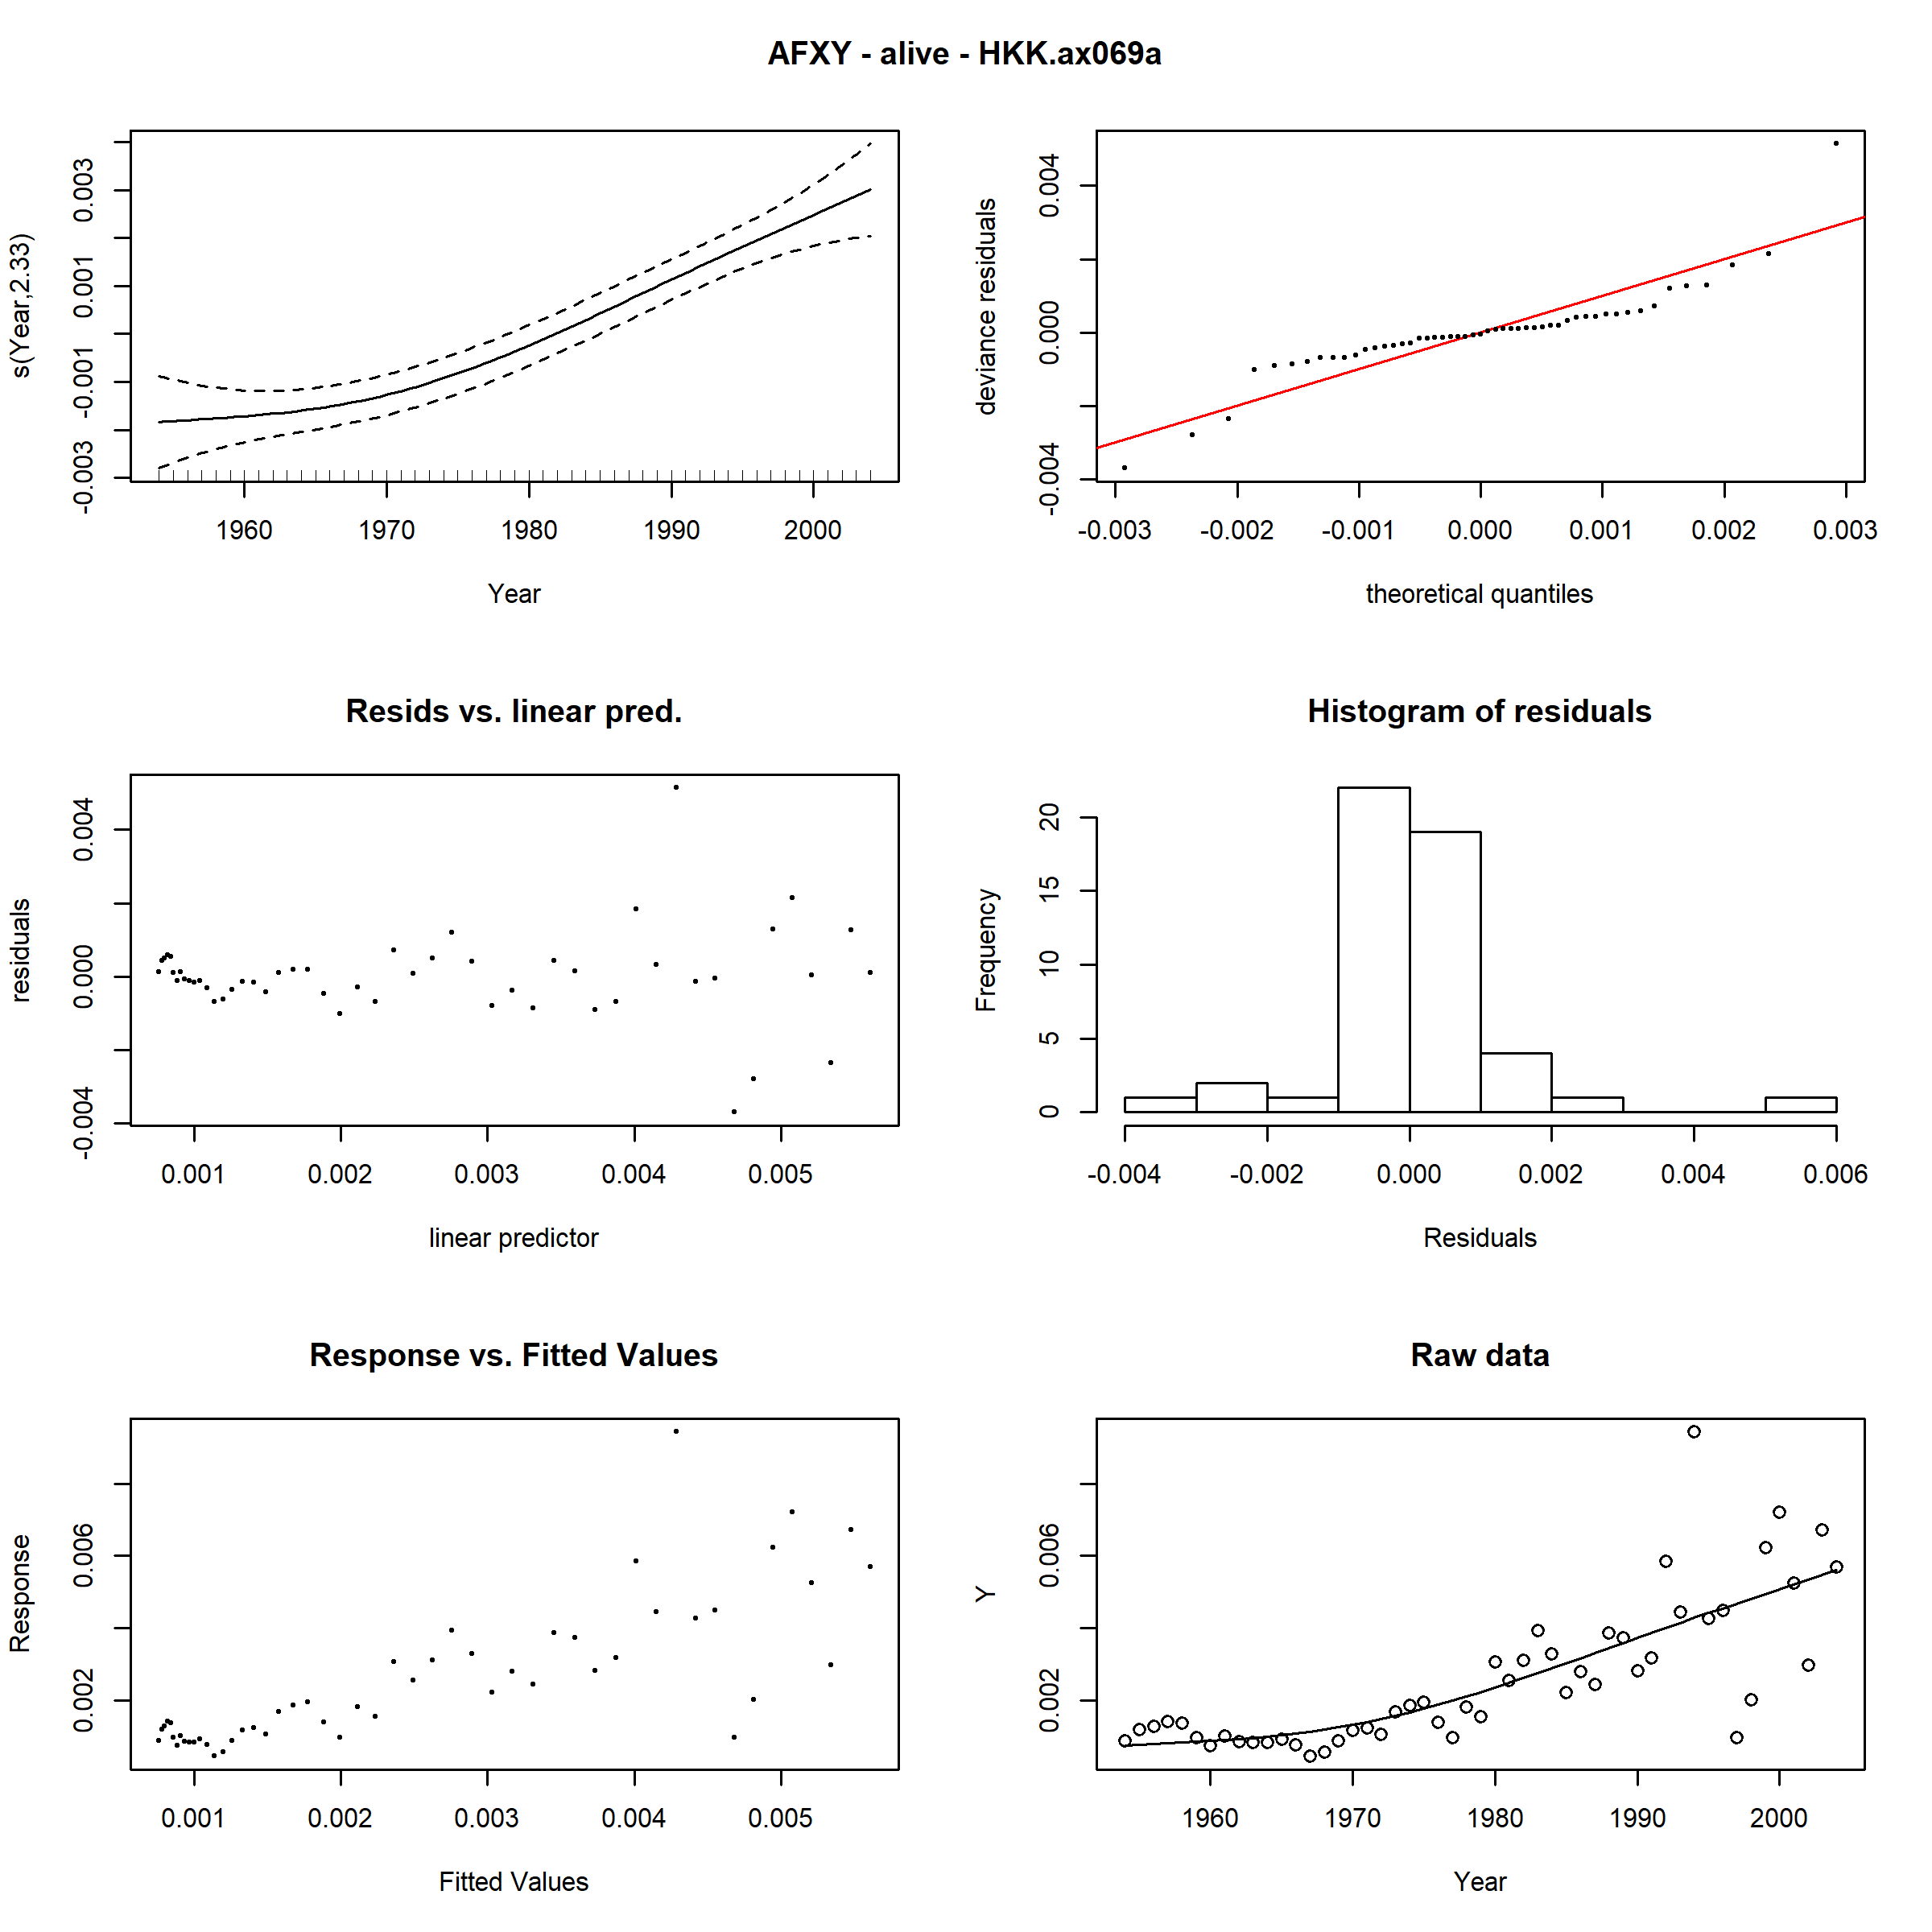 AFXY - alive - HKK.ax069a
s(Year,2.33)
-0.003 -0.001 0.001 0.003
1960 1970 1980 1990 2000
Year
deviance residuals
-0.004 0.000 0.004
-0.003 -0.002 -0.001 0.000 0.001 0.002 0.003
theoretical quantiles
Resids vs. linear pred.
residuals
-0.004 0.000 0.004
0.001 0.002 0.003 0.004 0.005
linear predictor
Histogram of residuals
Frequency
0 5 10 15 20
-0.004 -0.002 0.000 0.002 0.004 0.006
Residuals
Response vs. Fitted Values
Response
0.002 0.006
0.001 0.002 0.003 0.004 0.005
Fitted Values
Raw data
Y
0.002 0.006
1960 1970 1980 1990 2000
Year